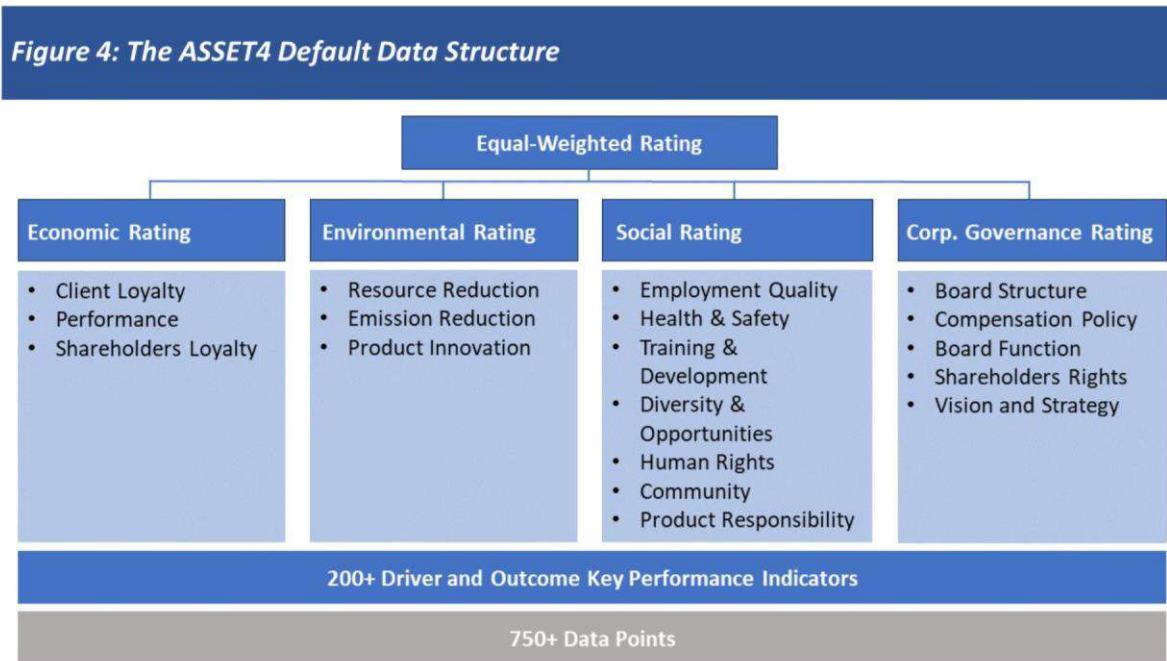 Figure 4: The ASSET4 Default Data Structure
Equal-Weighted Rating
Economic Rating
• Client Loyalty
• Performance
• Shareholders Loyalty
Environmental Rating
• Resource Reduction
• Emission Reduction
• Product Innovation
Social Rating
• Employment Quality
• Health & Safety
• Training &
Development
• Diversity &
Opportunities
• Human Rights
• Community
• Product Responsibility
Corp. Governance Rating
• Board Structure
• Compensation Policy
• Board Function
• Shareholders Rights
• Vision and Strategy
200+ Driver and Outcome Key Performance Indicators
750+ Data Points